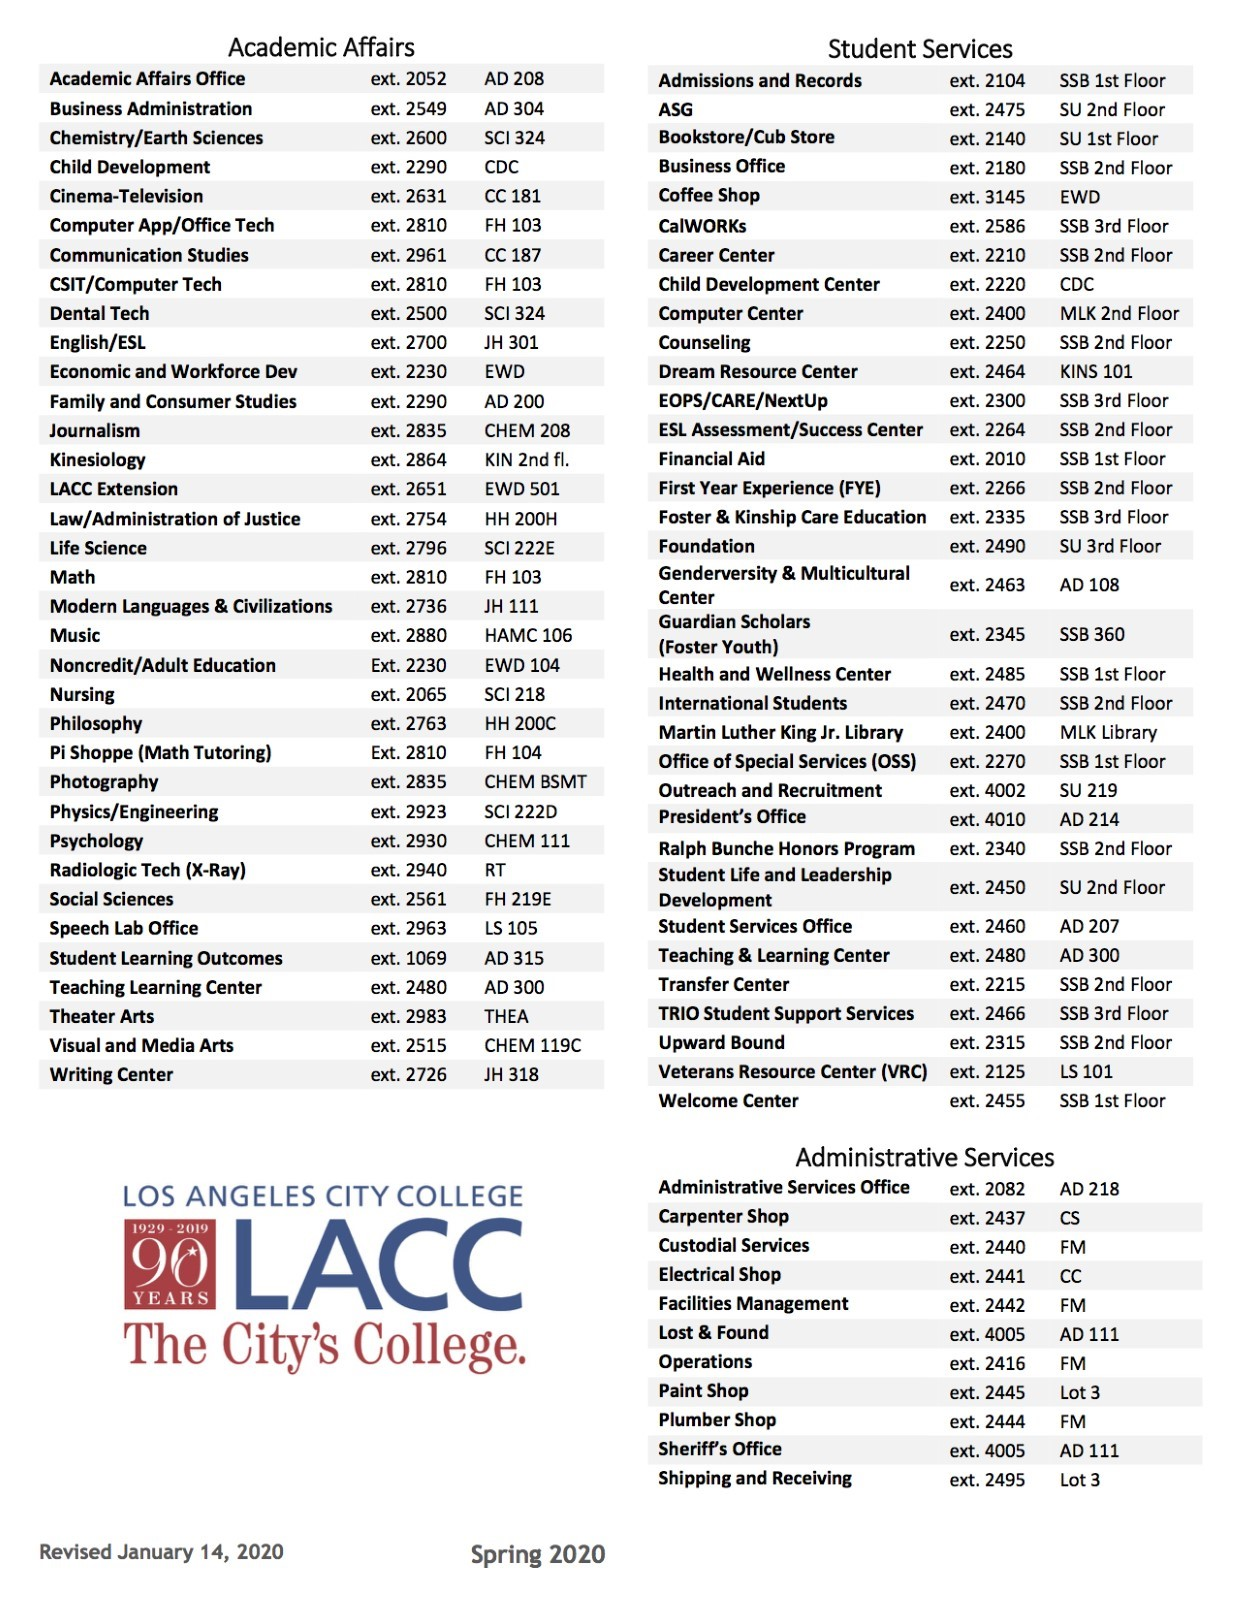 Academic Affairs
Academic Affairs Office ext. 2052 AD 208
Business Administration ext. 2549 AD 304
Chemistry/Earth Sciences ext. 2600 SCI 324
Child Development ext. 2290 CDC
Cinema-Television ext. 2631 CC 181
Computer App/Office Tech ext. 2810 FH 103
Communication Studies ext. 2961 CC 187
CSIT/Computer Tech ext. 2810 FH 103
Dental Tech ext. 2500 SCI 324
English/ESL ext. 2700 JH 301
Economic and Workforce Dev ext. 2230 EWD
Family and Consumer Studies ext. 2290 AD 200
Journalism ext. 2835 CHEM 208
Kinesiology ext. 2864 KIN 2nd fl.
LACC Extension ext. 2651 EWD 501
Law/Administration of Justice ext. 2754 HH 200H
Life Science ext. 2796 SCI 222E
Math ext. 2810 FH 103
Modern Languages & Civilizations ext. 2736 JH 111
Music ext. 2880 HAMC 106
Noncredit/Adult Education Ext. 2230 EWD 104
Nursing ext. 2065 SCI 218
Philosophy ext. 2763 HH 200C
Pi Shoppe (Math Tutoring) Ext. 2810 FH 104
Photography ext. 2835 CHEM BSMT
Physics/Engineering ext. 2923 SCI 222D
Psychology ext. 2930 CHEM 111
Radiologic Tech (X-Ray) ext. 2940 RT
Social Sciences ext. 2561 FH 219E
Speech Lab Office ext. 2963 LS 105
Student Learning Outcomes ext. 1069 AD 315
Teaching Learning Center ext. 2480 AD 300
Theater Arts ext. 2983 THEA
Visual and Media Arts ext. 2515 CHEM 119C
Writing Center ext. 2726 JH 318
LOS ANGELES CITY COLLEGE
1929 - 2019
90
YEARS
LACC
The City's College.
Student Services
Admissions and Records ext. 2104 SSB 1st Floor
ASG ext. 2475 SU 2nd Floor
Bookstore/Cub Store ext. 2140 SU 1st Floor
Business Office ext. 2180 SSB 2nd Floor
Coffee Shop ext. 3145 EWD
CalWORKs ext. 2586 SSB 3rd Floor
Career Center ext. 2210 SSB 2nd Floor
Child Development Center ext. 2220 CDC
Computer Center ext. 2400 MLK 2nd Floor
Counseling ext. 2250 SSB 2nd Floor
Dream Resource Center ext. 2464 KINS 101
EOPS/CARE/NextUp ext. 2300 SSB 3rd Floor
ESL Assessment/Success Center ext. 2264 SSB 2nd Floor
Financial Aid ext. 2010 SSB 1st Floor
First Year Experience (FYE) ext. 2266 SSB 2nd Floor
Foster & Kinship Care Education ext. 2335 SSB 3rd Floor
Foundation ext. 2490 SU 3rd Floor
Genderversity & Multicultural
Center ext. 2463 AD 108
Guardian Scholars
(Foster Youth) ext. 2345 SSB 360
Health and Wellness Center ext. 2485 SSB 1st Floor
International Students ext. 2470 SSB 2nd Floor
Martin Luther King Jr. Library ext. 2400 MLK Library
Office of Special Services (OSS) ext. 2270 SSB 1st Floor
Outreach and Recruitment ext. 4002 SU 219
President's Office ext. 4010 AD 214
Ralph Bunche Honors Program ext. 2340 SSB 2nd Floor
Student Life and Leadership
Development ext. 2450 SU 2nd Floor
Student Services Office ext. 2460 AD 207
Teaching & Learning Center ext. 2480 AD 300
Transfer Center ext. 2215 SSB 2nd Floor
TRIO Student Support Services ext. 2466 SSB 3rd Floor
Upward Bound ext. 2315 SSB 2nd Floor
Veterans Resource Center (VRC) ext. 2125 LS 101
Welcome Center ext. 2455 SSB 1st Floor
Administrative Services
Administrative Services Office ext. 2082 AD 218
Carpenter Shop ext. 2437 CS
Custodial Services ext. 2440 FM
Electrical Shop ext. 2441 CC
Facilities Management ext. 2442 FM
Lost & Found ext. 4005 AD 111
Operations ext. 2416 FM
Paint Shop ext. 2445 Lot 3
Plumber Shop ext. 2444 FM
Sheriff's Office ext. 4005 AD 111
Shipping and Receiving ext. 2495 Lot 3
Revised January 14, 2020 Spring 2020